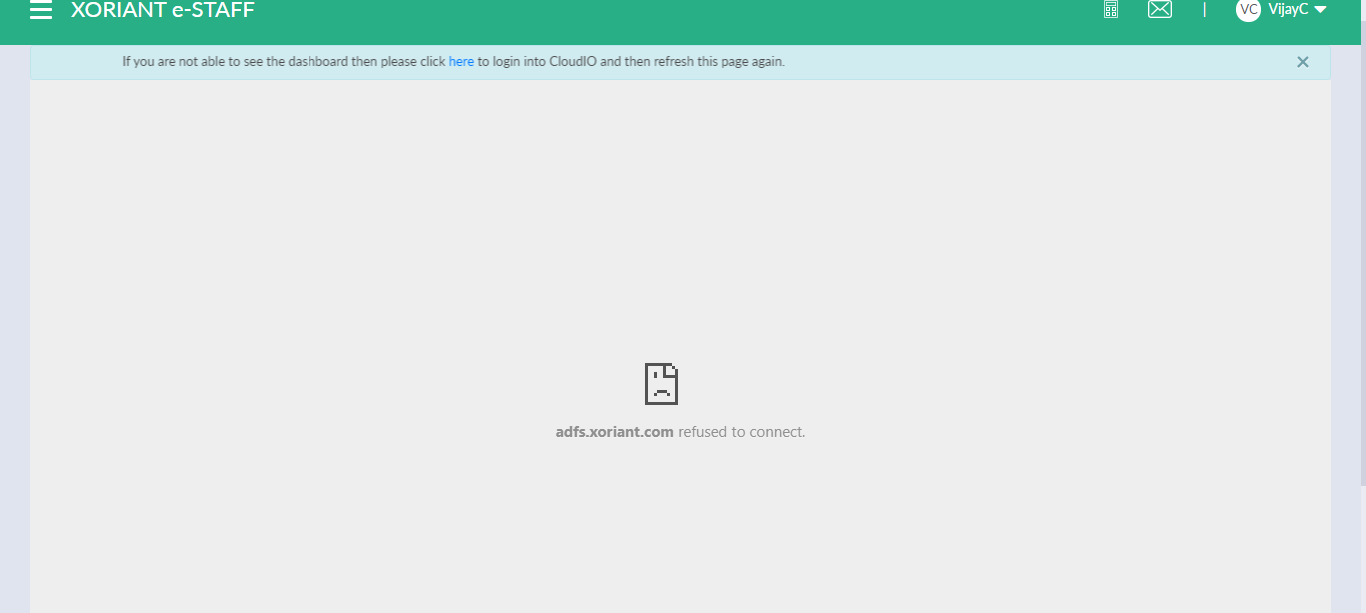 XORIANT e-STAFF
|
VC VijayC
If you are not able to see the dashboard then please click here to login into CloudIO and then refresh this page again.
adfs.xoriant.com refused to connect.